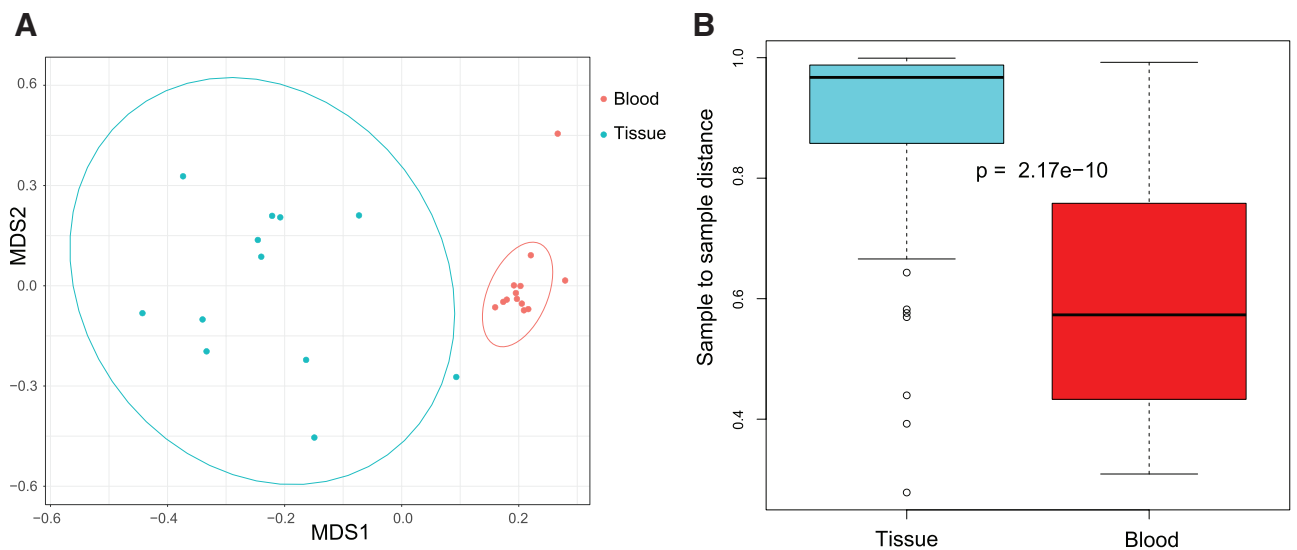 A
0.6
0.3
0.0
−0.3
−0.6
MDS2
−0.6
−0.4
−0.2
0.0
0.2
MDS1
Blood
Tissue
B
1.0
0.8
0.6
0.4
Sample to sample distance
p = 2.17e−10
Tissue
Blood